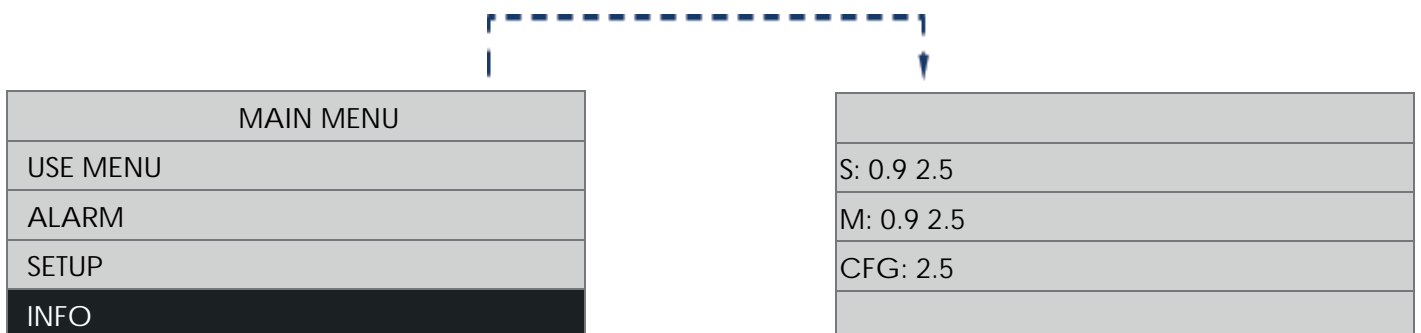 MAIN MENU
USE MENU
ALARM
SETUP
INFO
S: 0.9 2.5
M: 0.9 2.5
CFG: 2.5